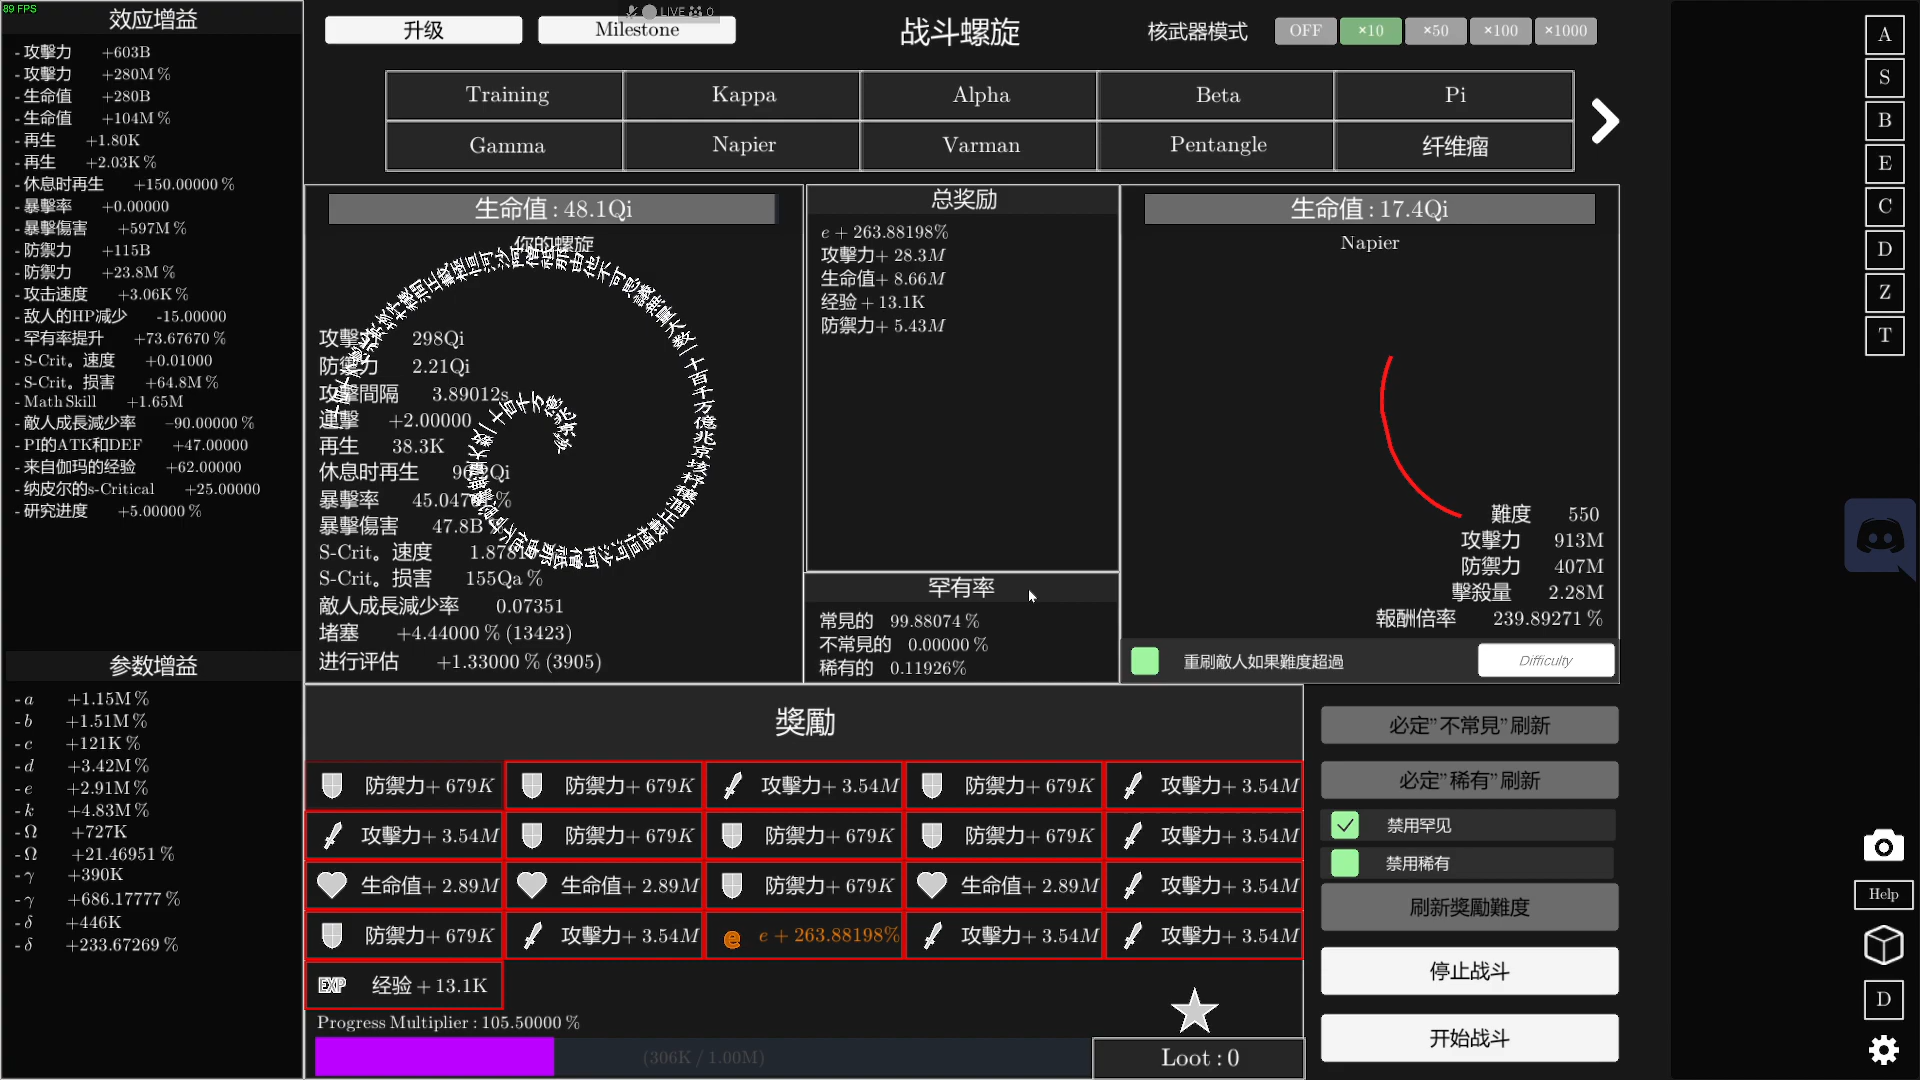 89 FPS
效应增益
- 攻擊力 +603B
- 攻擊力 +280M %
- 生命值 +280B
- 生命值 +104M %
- 再生 +1.80K
- 再生 +2.03K %
- 休息时再生 +150.00000 %
- 暴擊率 +0.00000
- 暴擊傷害 +597M %
- 防禦力 +115B
- 防禦力 +23.8M %
- 攻击速度 +3.06K %
- 敌人的HP减少 -15.00000
- 罕有率提升 +73.67670 %
- S-Crit。速度 +0.01000
- S-Crit。损害 +64.8M %
- Math Skill +1.65M
- 敵人成長減少率 −90.00000 %
- PI的ATK和DEF +47.00000
- 来自伽玛的经验 +62.00000
- 纳皮尔的s-Critical +25.00000
- 研究进度 +5.00000 %
参数增益
- a +1.15M %
- b +1.51M %
- c +121K %
- d +3.42M %
- e +2.91M %
- k +4.83M %
- Ω +727K
- Ω +21.46951 %
- γ +390K
- γ +686.17777 %
- δ +446K
- δ +233.67269 %
升级 Milestone
LIVE 0
战斗螺旋
核武器模式 OFF ×10 ×50 ×100 ×1000
Training Kappa Alpha Beta Pi
Gamma Napier Varman Pentangle 纤维瘤
生命值 : 48.1Qi
你的螺旋
298Qi
2.21Qi
攻擊間隔 3.89012s
連擊 +2.00000
再生 38.3K
休息时再生
暴擊率
暴擊傷害 47.8B
S-Crit。速度
S-Crit。损害 155Qa %
敵人成長減少率 0.07351
堵塞 +4.44000 % (13423)
进行评估 +1.33000 % (3905)
总奖励
e + 263.88198%
攻擊力+ 28.3M
生命值+ 8.66M
经验 + 13.1K
防禦力+ 5.43M
罕有率
常見的 99.88074 %
不常見的 0.00000 %
稀有的 0.11926%
生命值 : 17.4Qi
Napier
難度 550
攻擊力 913M
防禦力 407M
擊殺量 2.28M
報酬倍率 239.89271 %
重刷敵人如果難度超過 Difficulty
獎勵
防禦力+ 679K 防禦力+ 679K 攻擊力+ 3.54M 防禦力+ 679K 攻擊力+ 3.54M
攻擊力+ 3.54M 防禦力+ 679K 防禦力+ 679K 防禦力+ 679K 攻擊力+ 3.54M
生命值+ 2.89M 生命值+ 2.89M 防禦力+ 679K 生命值+ 2.89M 攻擊力+ 3.54M
防禦力+ 679K 攻擊力+ 3.54M e e + 263.88198% 攻擊力+ 3.54M 攻擊力+ 3.54M
EXP 经验 + 13.1K
Progress Multiplier : 105.50000 %
(306K / 1.00M)
Loot : 0
必定”不常見”刷新
必定”稀有”刷新
禁用罕见
禁用稀有
刷新獎勵難度
停止战斗
开始战斗
A
S
B
E
C
D
Z
T
Help
D